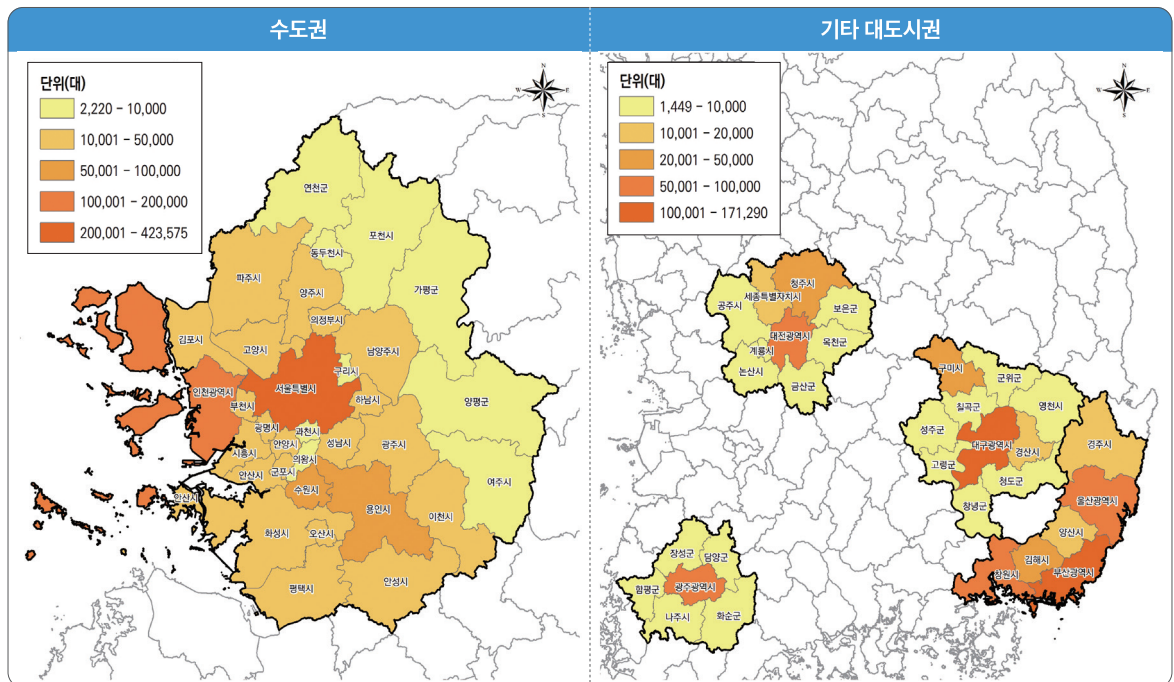 수도권
단위(대)
2,220 - 10,000
10,001 - 50,000
50,001 - 100,000
100,001 - 200,000
200,001 - 423,575
N
W
E
S
연천군
포천시
동두천시
가평군
파주시
양주시
의정부시
김포시
고양시
남양주시
구리시
서울특별시
인천광역시
부천시
하남시
양평군
광명시
과천시
안양시
성남시
광주시
시흥시
의왕시
안산시
군포시
수원시
여주시
안산시
용인시
이천시
화성시
오산시
평택시
안성시
기타 대도시권
단위(대)
1,449 - 10,000
10,001 - 20,000
20,001 - 50,000
50,001 - 100,000
100,001 - 171,290
N
W
E
S
청주시
세종특별자치시
공주시
보은군
대전광역시
옥천군
계룡시
논산시
금산군
구미시
군위군
칠곡군
영천시
성주군
대구광역시
경산시
경주시
고령군
청도군
창녕군
울산광역시
양산시
김해시
창원시
부산광역시
장성군
담양군
광주광역시
함평군
나주시
화순군